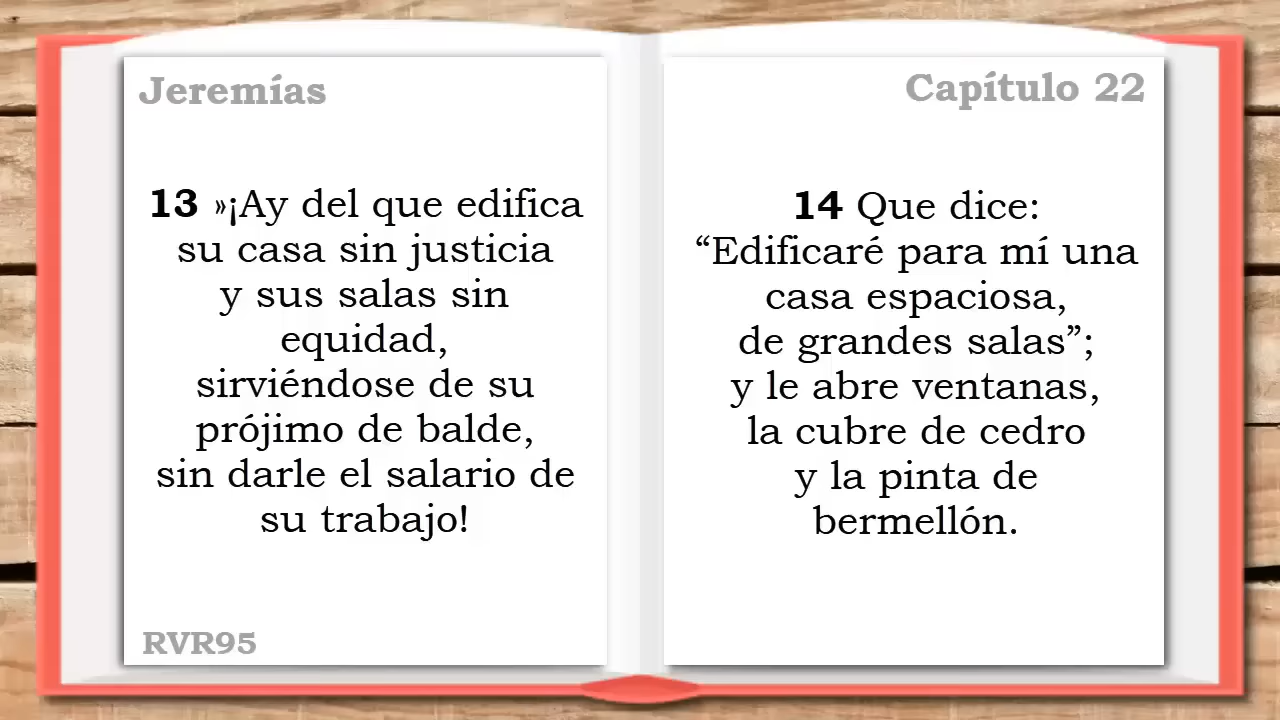 Jeremías
13 »¡Ay del que edifica
su casa sin justicia
y sus salas sin
equidad,
sirviéndose de su
prójimo de balde,
sin darle el salario de
su trabajo!
RVR95
Capítulo 22
14 Que dice:
“Edificaré para mí una
casa espaciosa,
de grandes salas”;
y le abre ventanas,
la cubre de cedro
y la pinta de
bermellón.